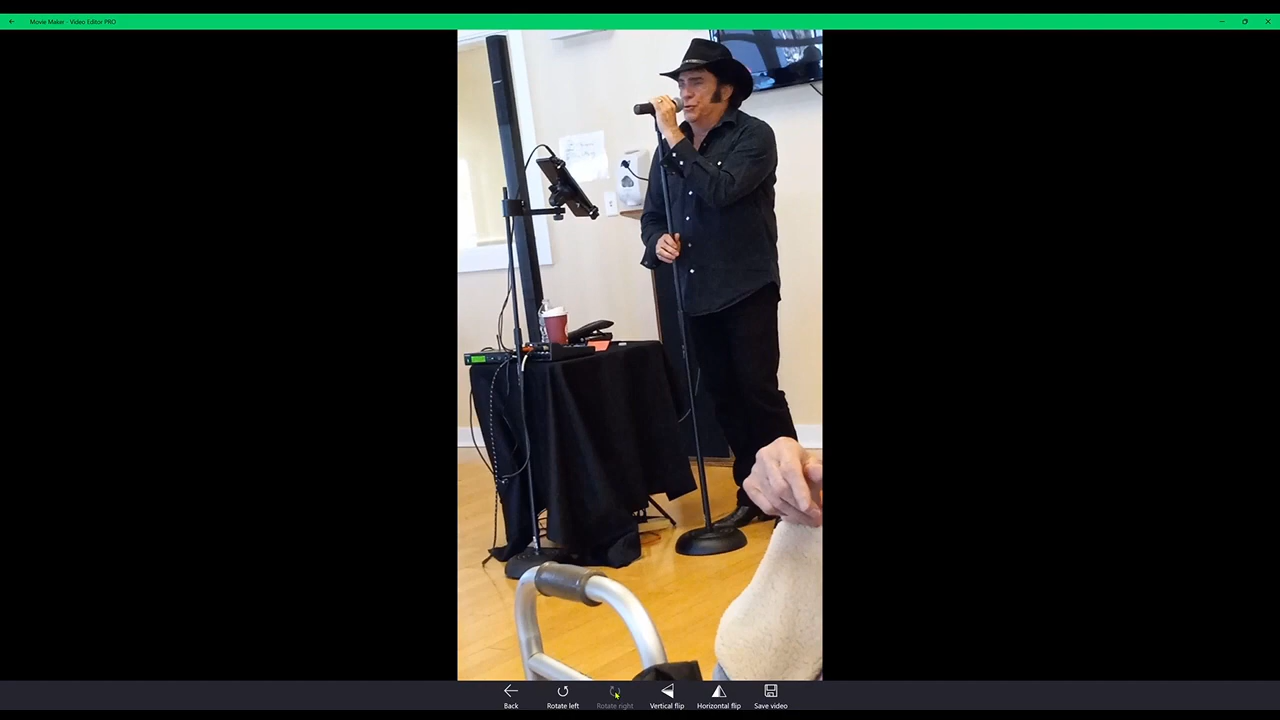 Movie Maker - Video Editor PRO
Back
Rotate left
Rotate right
Vertical flip
Horizontal flip
Save video